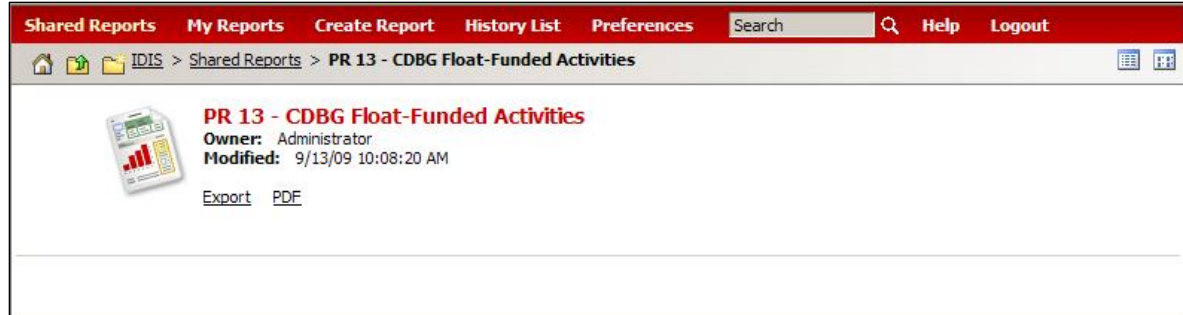 Shared Reports My Reports Create Report History List Preferences Search Help Logout
IDIS > Shared Reports > PR 13 - CDBG Float-Funded Activities
PR 13 - CDBG Float-Funded Activities
Owner: Administrator
Modified: 9/13/09 10:08:20 AM
Export PDF